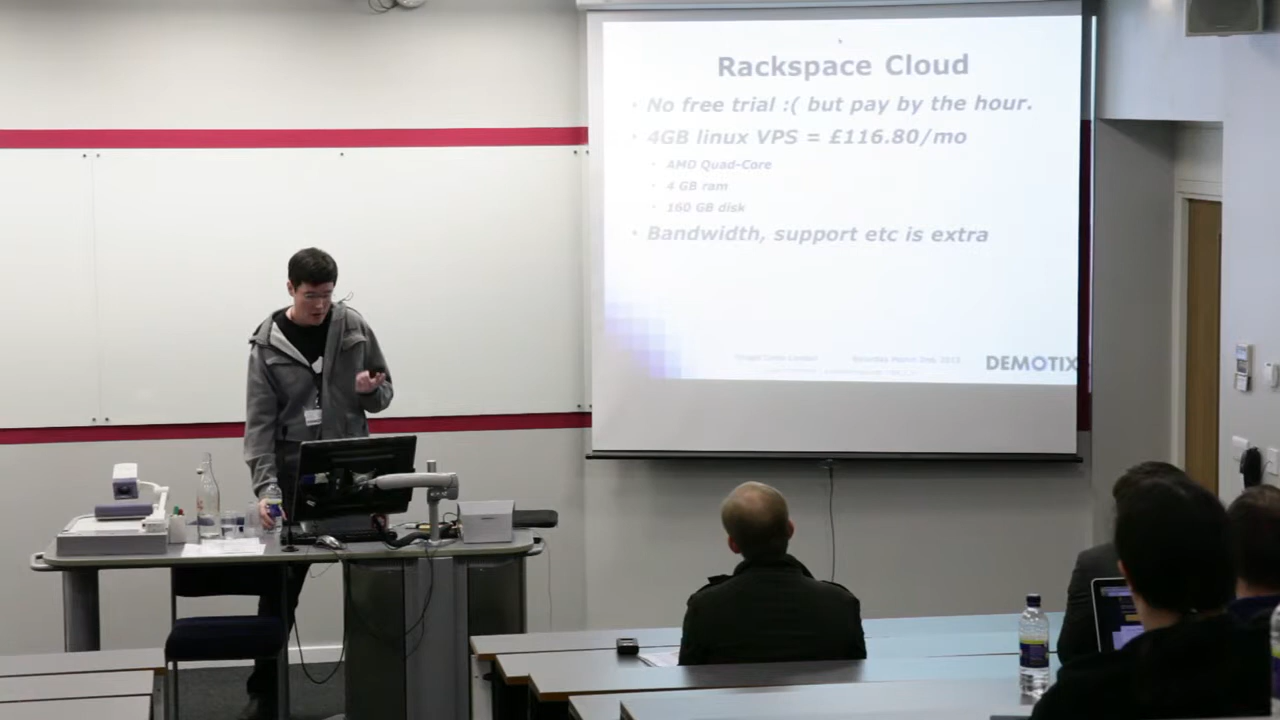 Rackspace Cloud
No free trial :( but pay by the hour.
4GB linux VPS = £116.80/mo
AMD Quad-Core
4 GB ram
160 GB disk
Bandwidth, support etc is extra
DEMOTIX